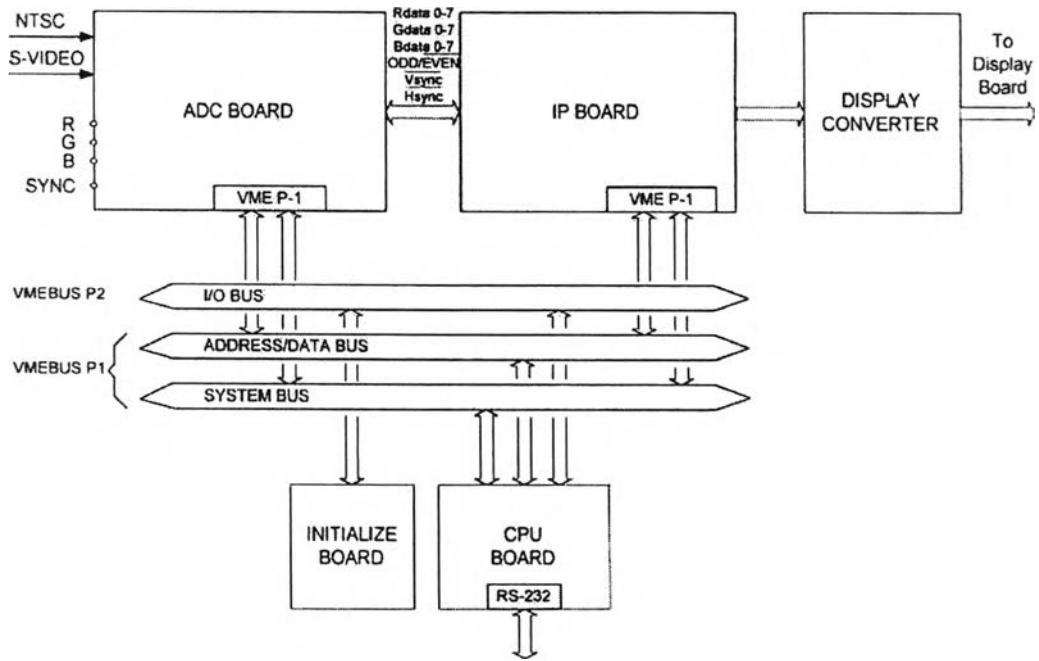 NTSC
S-VIDEO
R
G
B
SYNC
ADC BOARD
VME P-1
Rdata 0-7
Gdata 0-7
Bdata 0-7
ODD/EVEN
Vsync
Hsync
IP BOARD
VME P-1
DISPLAY
CONVERTER
To
Display
Board
VMEBUS P2
I/O BUS
VMEBUS P1
ADDRESS/DATA BUS
SYSTEM BUS
INITIALIZE
BOARD
CPU
BOARD
RS-232